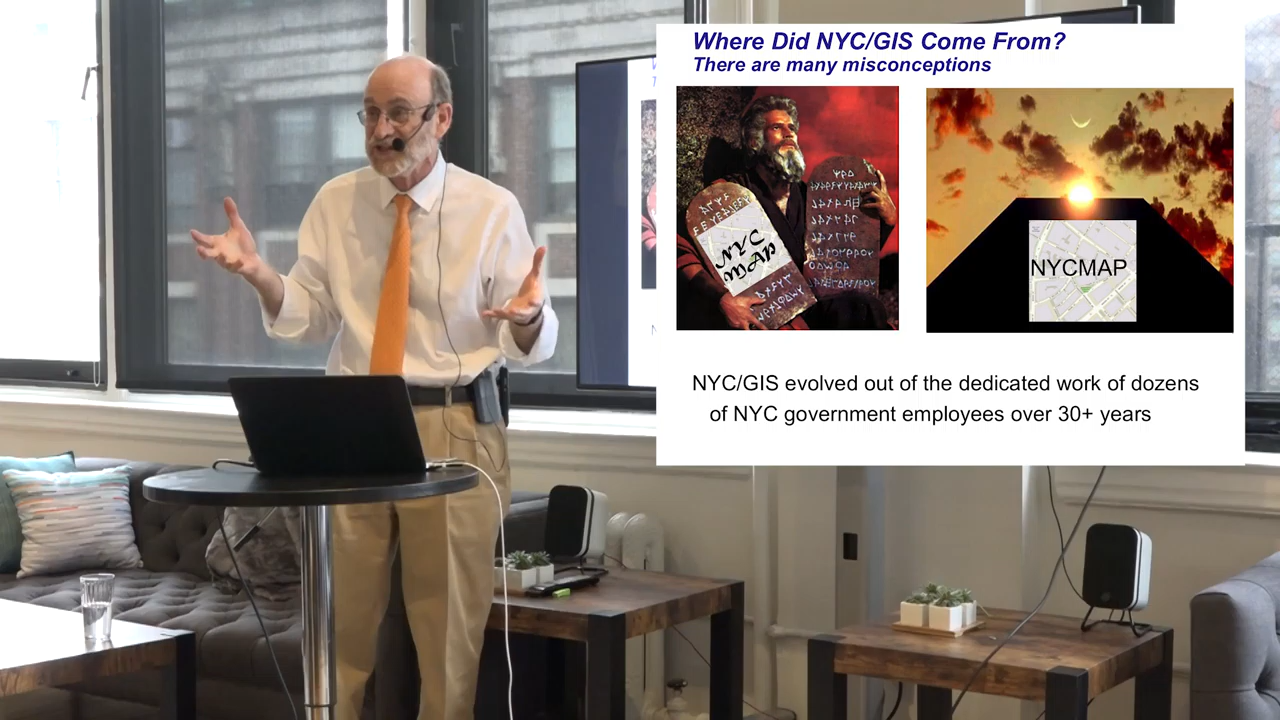 Where Did NYC/GIS Come From?
There are many misconceptions
NYC
MAP
NYCMAP
NYC/GIS evolved out of the dedicated work of dozens
of NYC government employees over 30+ years